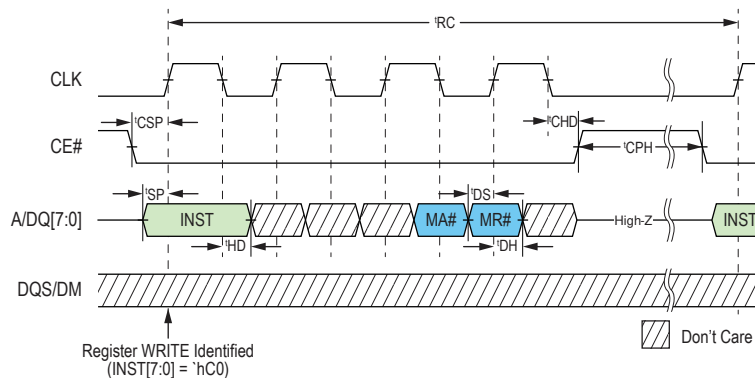 tRC
CLK
tCSP
tCHD
CE#
tCPH
tSP
tDS
A/DQ[7:0]
INST
MA#
MR#
High-Z
INST
tHD
tDH
DQS/DM
Register WRITE Identified
(INST[7:0] = `hC0)
Don't Care